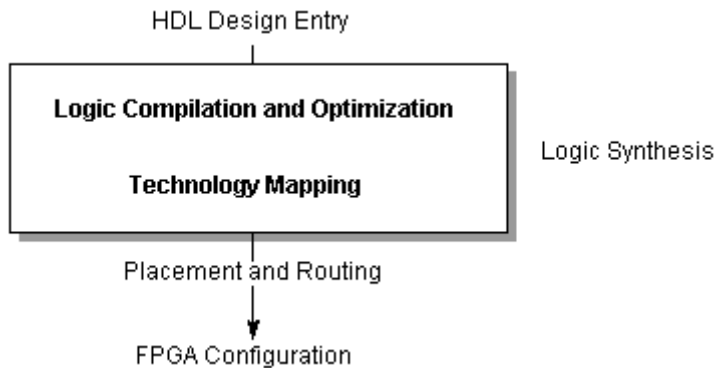 HDL Design Entry
Logic Compilation and Optimization
Technology Mapping
Logic Synthesis
Placement and Routing
FPGA Configuration